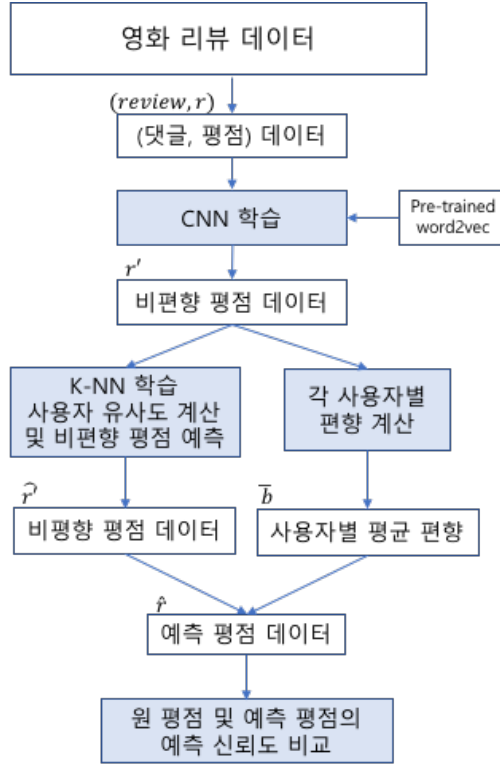 영화 리뷰 데이터
(review, r)
(댓글, 평점) 데이터
CNN 학습
Pre-trained
word2vec
r'
비편향 평점 데이터
K-NN 학습
사용자 유사도 계산
및 비편향 평점 예측
각 사용자별
편향 계산
r̂'
b̅
비평향 평점 데이터
사용자별 평균 편향
r̂
예측 평점 데이터
원 평점 및 예측 평점의
예측 신뢰도 비교